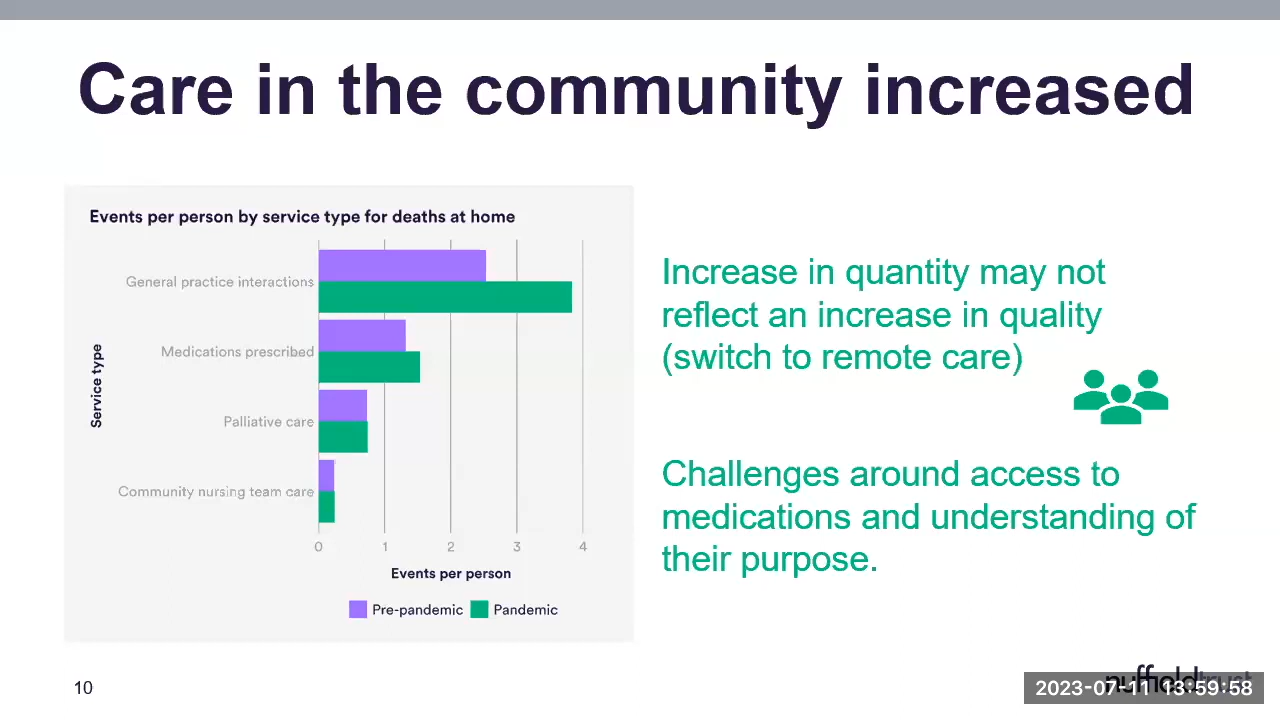 Care in the community increased
Events per person by service type for deaths at home
Service type
General practice interactions
Medications prescribed
Palliative care
Community nursing team care
0 1 2 3 4
Events per person
Pre-pandemic Pandemic
Increase in quantity may not
reflect an increase in quality
(switch to remote care)
Challenges around access to
medications and understanding of
their purpose.
10
nuffieldtrust
2023-07-11 13:59:58